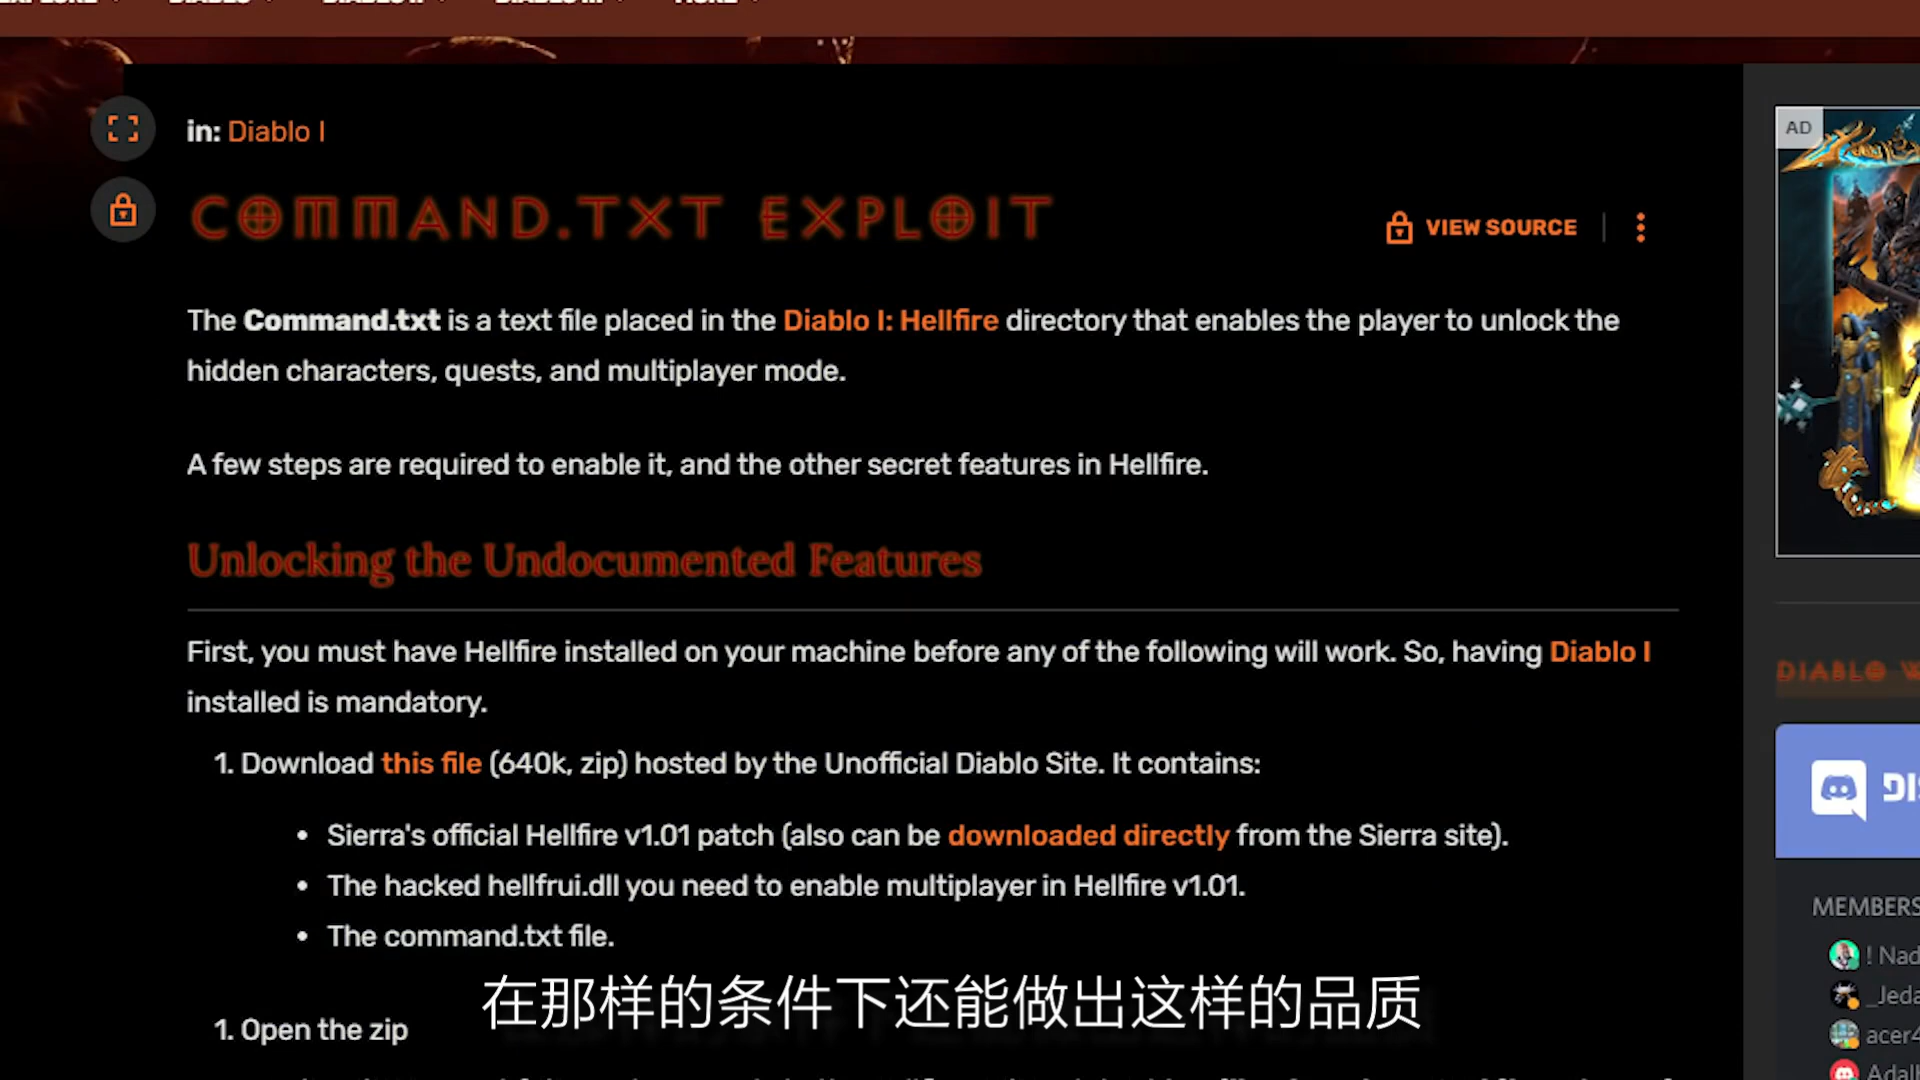 in: Diablo I
COMMAND.TXT EXPLOIT
VIEW SOURCE
AD
The Command.txt is a text file placed in the Diablo I: Hellfire directory that enables the player to unlock the
hidden characters, quests, and multiplayer mode.
A few steps are required to enable it, and the other secret features in Hellfire.
Unlocking the Undocumented Features
First, you must have Hellfire installed on your machine before any of the following will work. So, having Diablo I
installed is mandatory.
1. Download this file (640k, zip) hosted by the Unofficial Diablo Site. It contains:
• Sierra's official Hellfire v1.01 patch (also can be downloaded directly from the Sierra site).
• The hacked hellfrui.dll you need to enable multiplayer in Hellfire v1.01.
• The command.txt file.
1. Open the zip
在那样的条件下还能做出这样的品质
DIABLO W
DIS
MEMBERS
! Nad
_Jeda
acer4